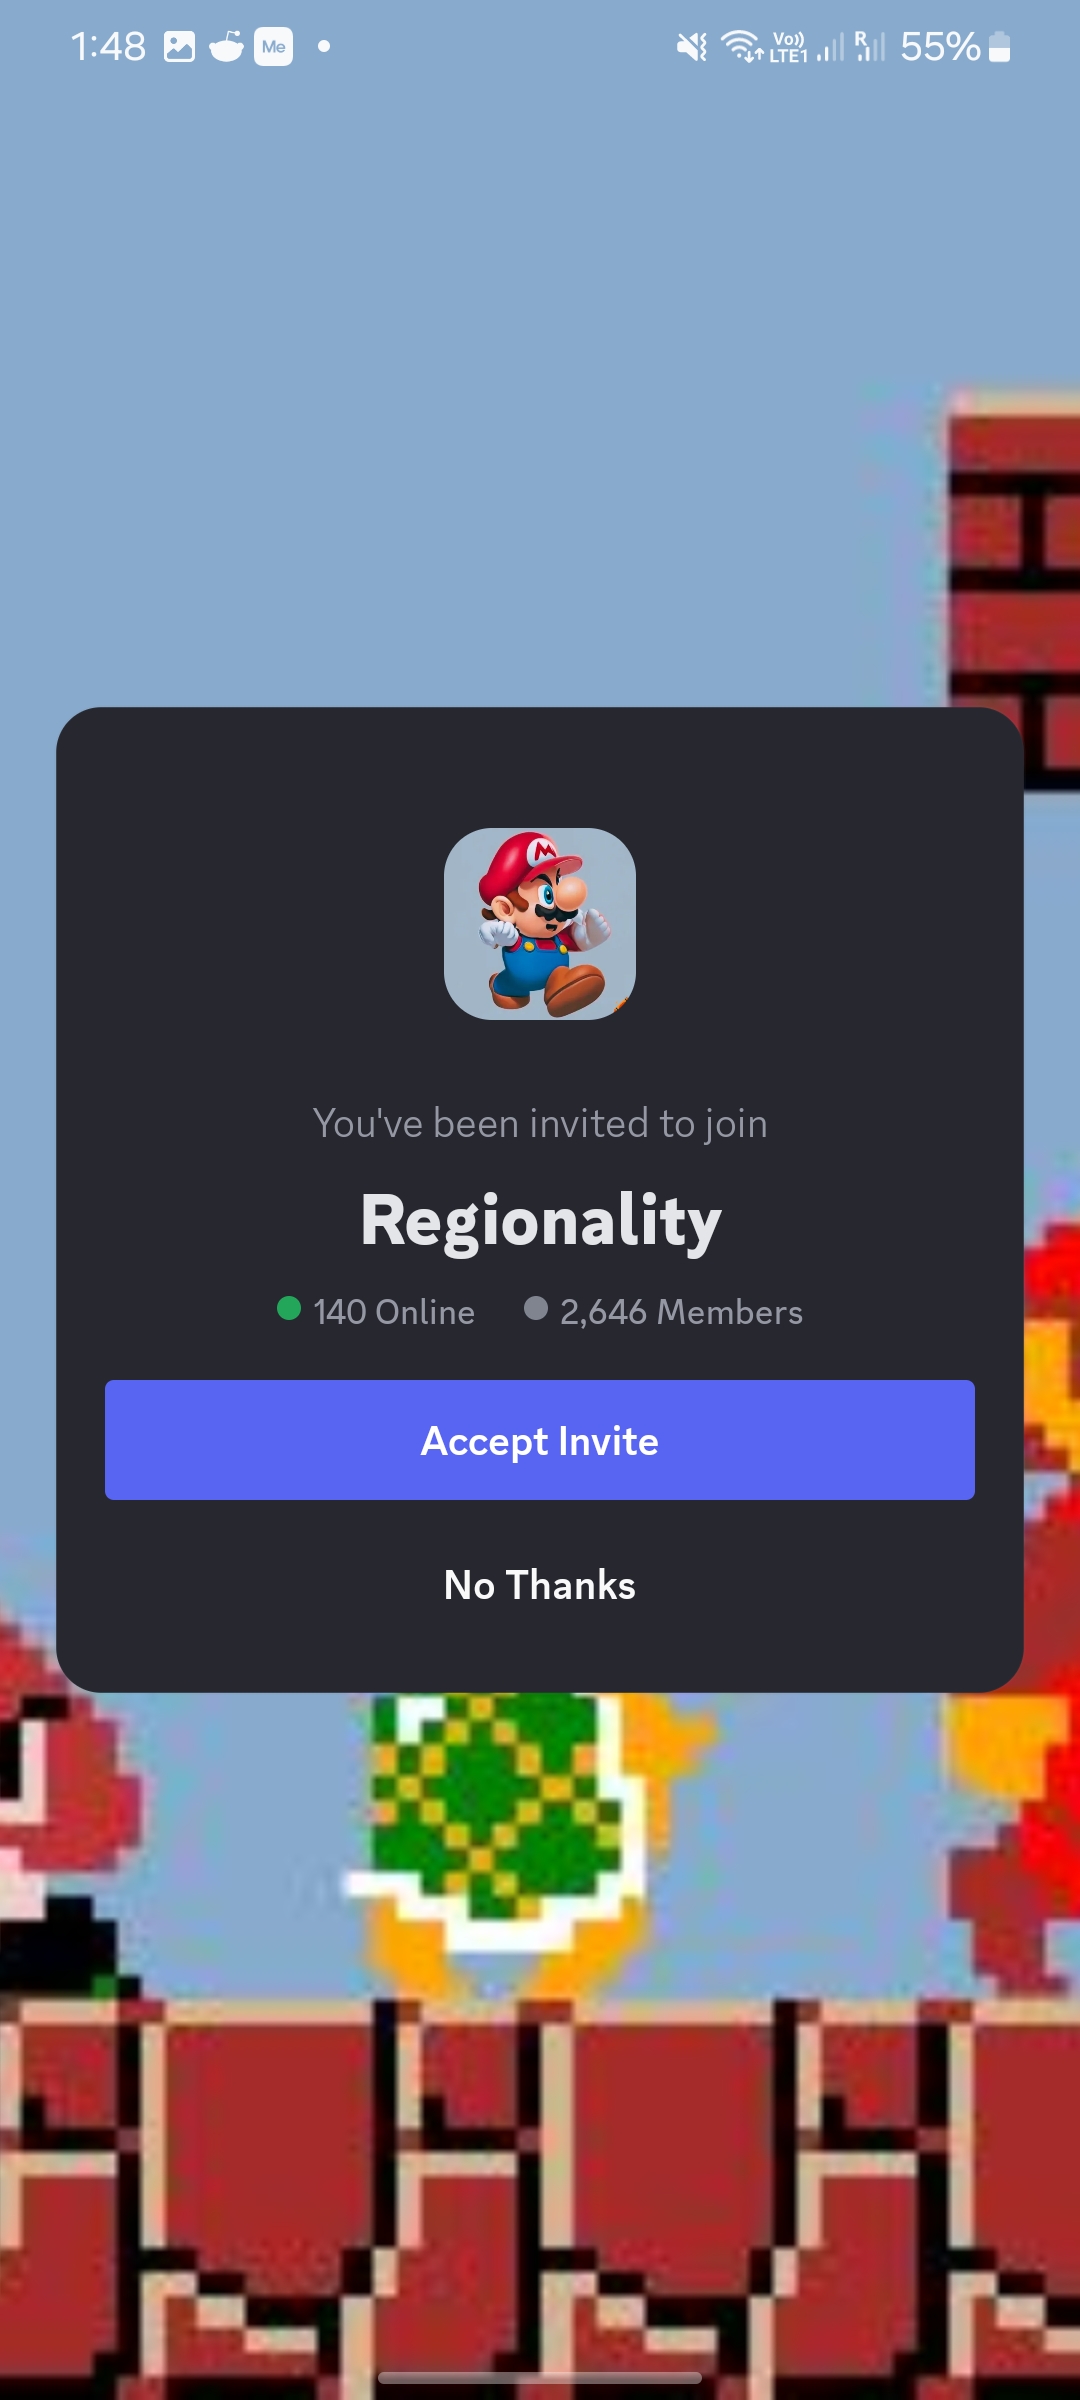 1:48 Me Vo)) LTE1 R 55%
M
You've been invited to join
Regionality
140 Online 2,646 Members
Accept Invite
No Thanks